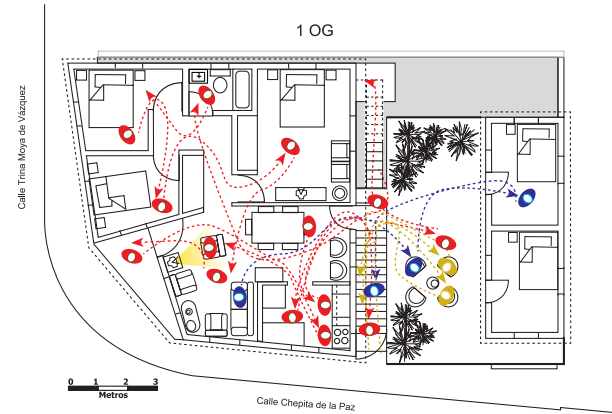 1 OG
Calle Trina Moya de Vázquez
0 1 2 3
Metros
Calle Chepita de la Paz